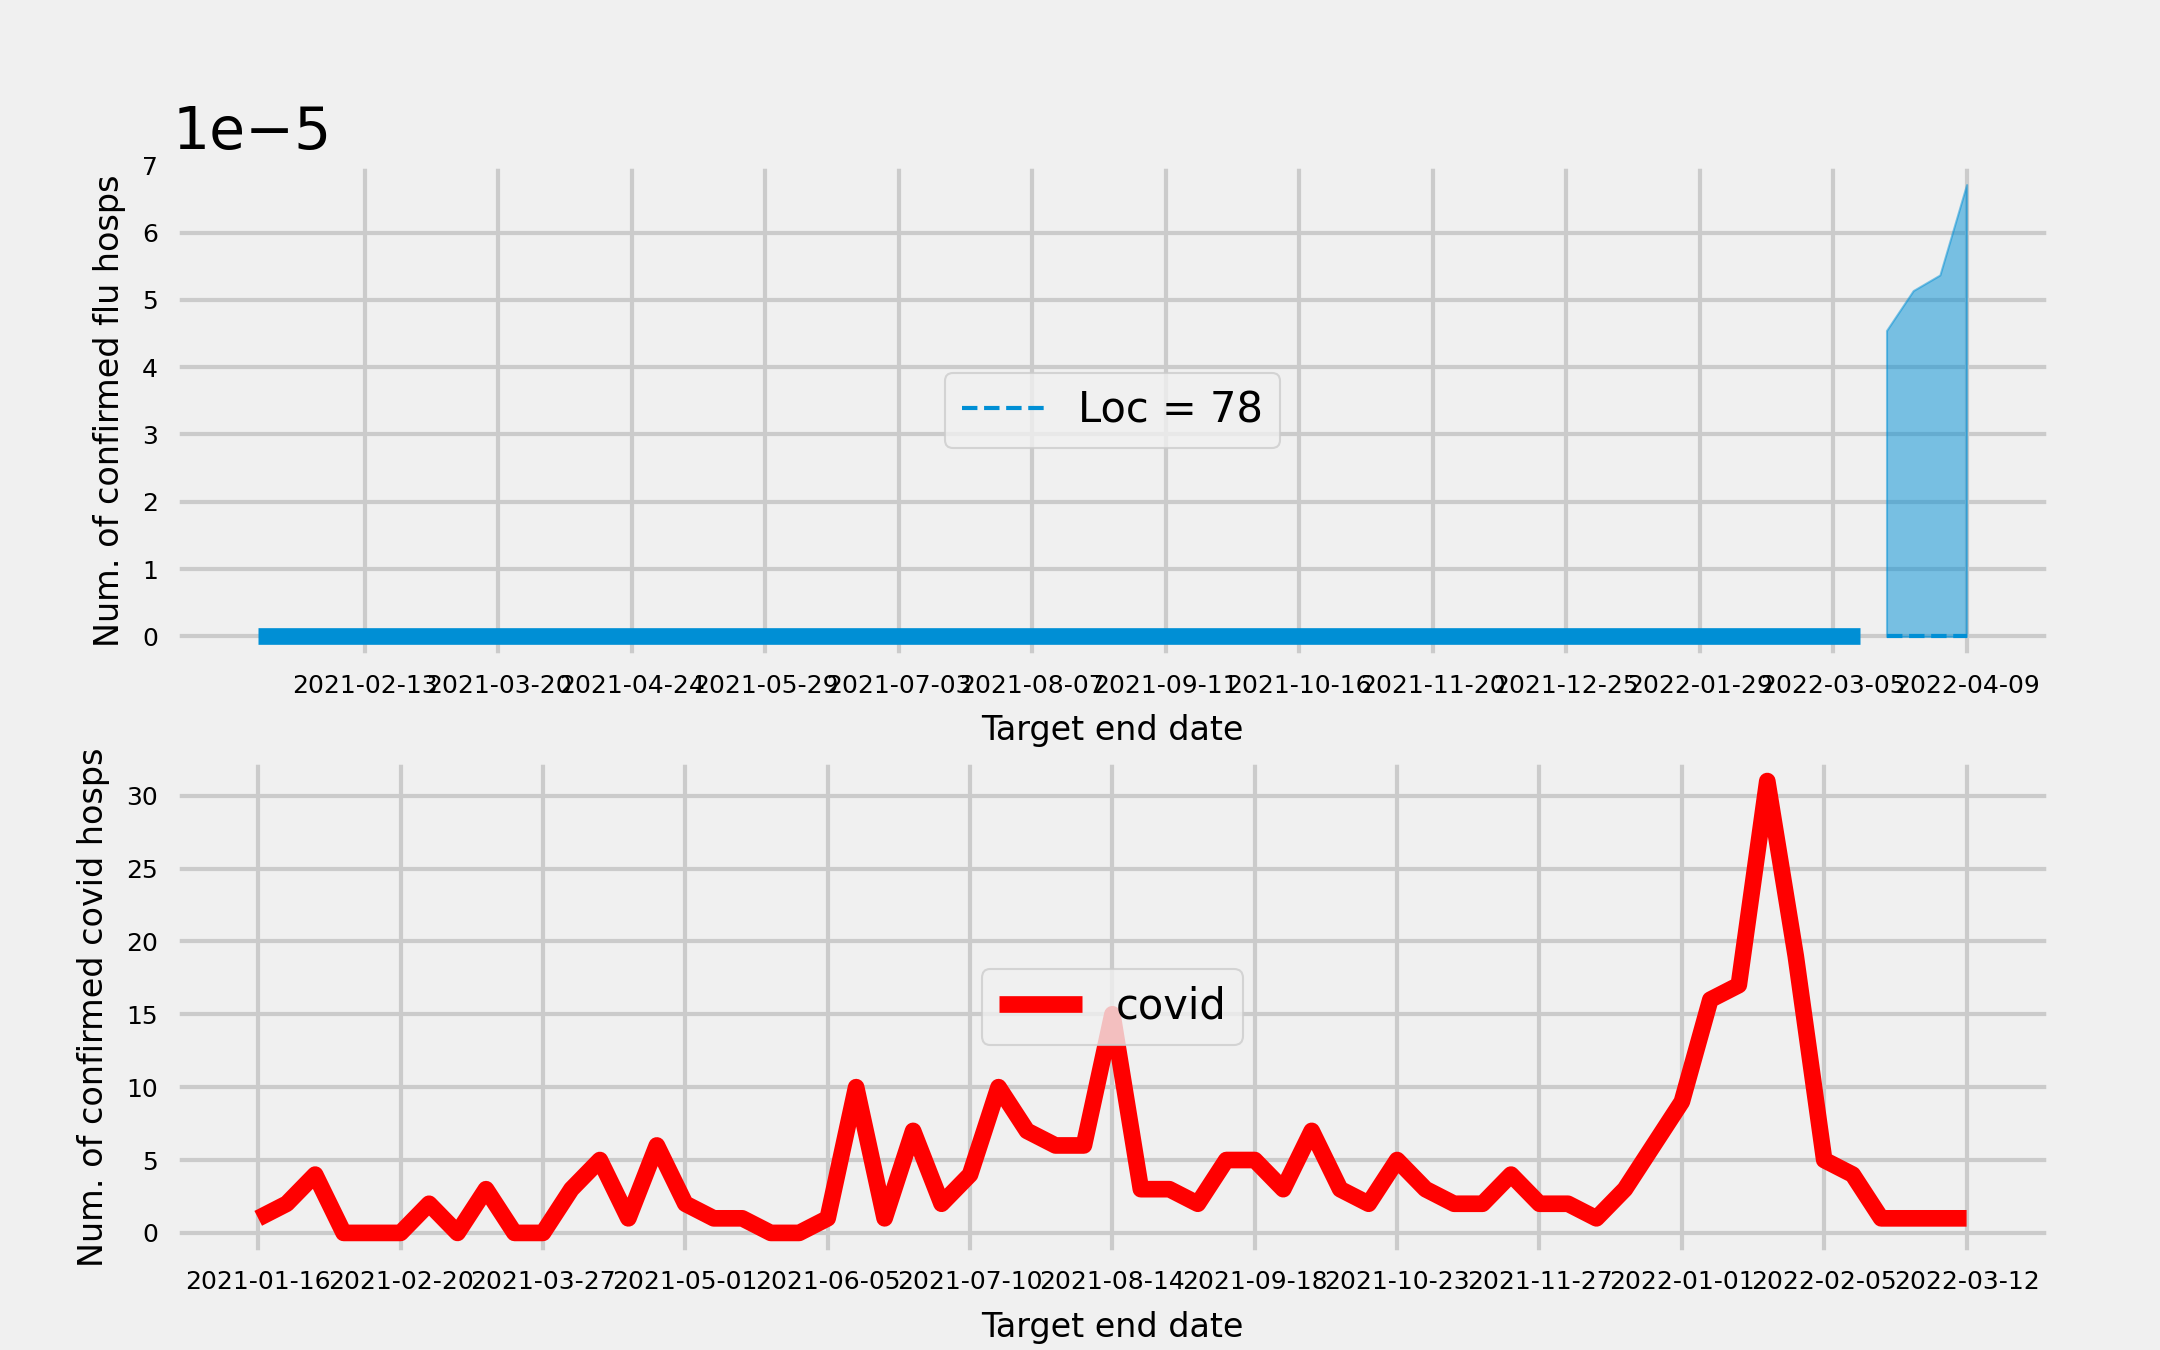 1e−5
Num. of confirmed flu hosps
7
6
5
4
3
2
1
0
Loc = 78
2021-02-13 2021-03-20 2021-04-24 2021-05-29 2021-07-03 2021-08-07 2021-09-11 2021-10-16 2021-11-20 2021-12-25 2022-01-29 2022-03-05 2022-04-09
Target end date
Num. of confirmed covid hosps
30
25
20
15
10
5
0
covid
2021-01-16 2021-02-20 2021-03-27 2021-05-01 2021-06-05 2021-07-10 2021-08-14 2021-09-18 2021-10-23 2021-11-27 2022-01-01 2022-02-05 2022-03-12
Target end date